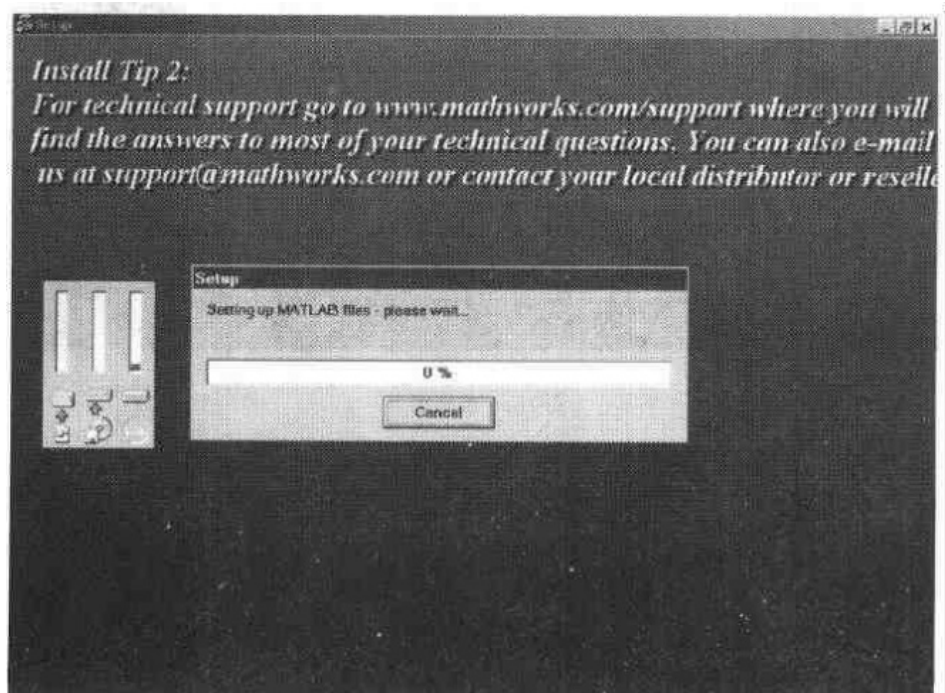 Setup
Install Tip 2:
For technical support go to www.mathworks.com/support where you will
find the answers to most of your technical questions. You can also e-mail
us at support@mathworks.com or contact your local distributor or reselle
Setup
Setting up MATLAB files - please wait...
0 %
Cancel